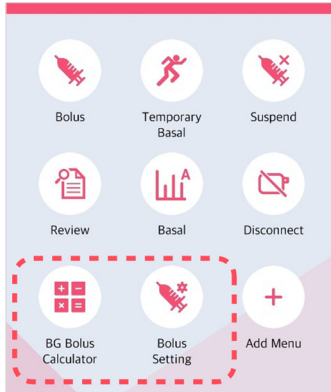 Bolus
Temporary
Basal
Suspend
Review
A
Basal
Disconnect
BG Bolus
Calculator
Bolus
Setting
Add Menu